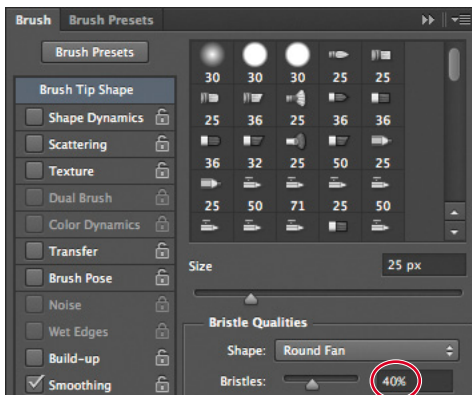 Brush Brush Presets
Brush Presets
30 30 30 25 25
Brush Tip Shape
Shape Dynamics
25 36 25 36 36
Scattering
36 32 25 50 25
Texture
Dual Brush
25 50 71 25 50
Color Dynamics
Transfer
Size 25 px
Brush Pose
Noise
Bristle Qualities
Wet Edges
Shape: Round Fan
Build-up
Smoothing
Bristles: 40%